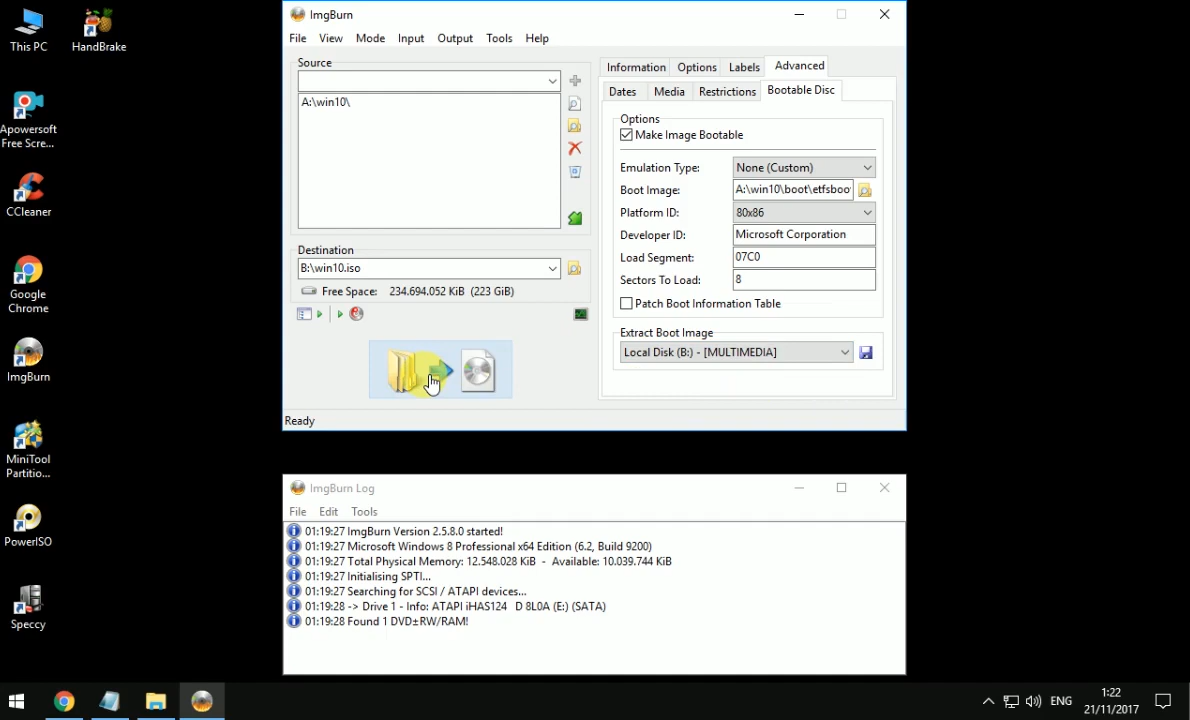 This PC
HandBrake
Apowersoft
Free Scre...
CCleaner
Google
Chrome
ImgBurn
MiniTool
Partitio...
PowerISO
Speccy
ImgBurn
File View Mode Input Output Tools Help
Source
A:\win10\
Destination
B:\win10.iso
Free Space: 234.694.052 KiB (223 GiB)
Ready
Information Options Labels Advanced
Dates Media Restrictions Bootable Disc
Options
Make Image Bootable
Emulation Type: None (Custom)
Boot Image: A:\win10\boot\etfsboo
Platform ID: 80x86
Developer ID: Microsoft Corporation
Load Segment: 07C0
Sectors To Load: 8
Patch Boot Information Table
Extract Boot Image
Local Disk (B:) - [MULTIMEDIA]
ImgBurn Log
File Edit Tools
01:19:27 ImgBurn Version 2.5.8.0 started!
01:19:27 Microsoft Windows 8 Professional x64 Edition (6.2, Build 9200)
01:19:27 Total Physical Memory: 12.548.028 KiB - Available: 10.039.744 KiB
01:19:27 Initialising SPTI...
01:19:27 Searching for SCSI / ATAPI devices...
01:19:28 -> Drive 1 - Info: ATAPI iHAS124 D 8L0A (E:) (SATA)
01:19:28 Found 1 DVD±RW/RAM!
ENG
1:22
21/11/2017